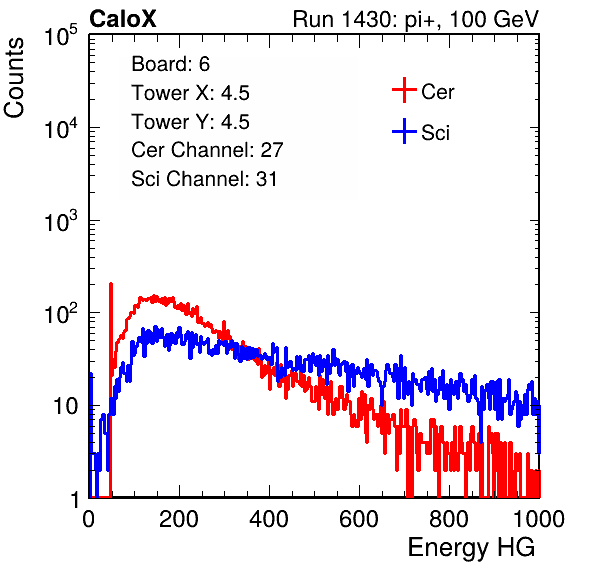 CaloX Run 1430: pi+, 100 GeV
Counts
10^5
10^4
10^3
10^2
10
1
Board: 6
Tower X: 4.5
Tower Y: 4.5
Cer Channel: 27
Sci Channel: 31
Cer
Sci
0 200 400 600 800 1000
Energy HG